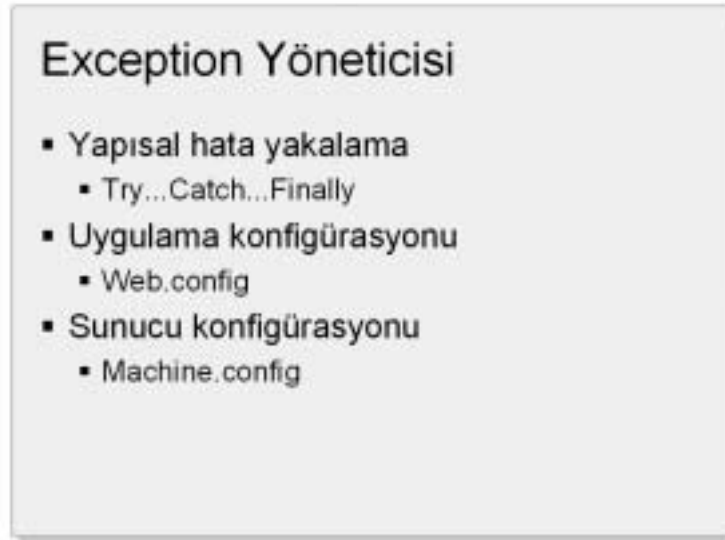 Exception Yöneticisi
▪ Yapısal hata yakalama
▪ Try...Catch...Finally
▪ Uygulama konfigürasyonu
▪ Web.config
▪ Sunucu konfigürasyonu
▪ Machine.config